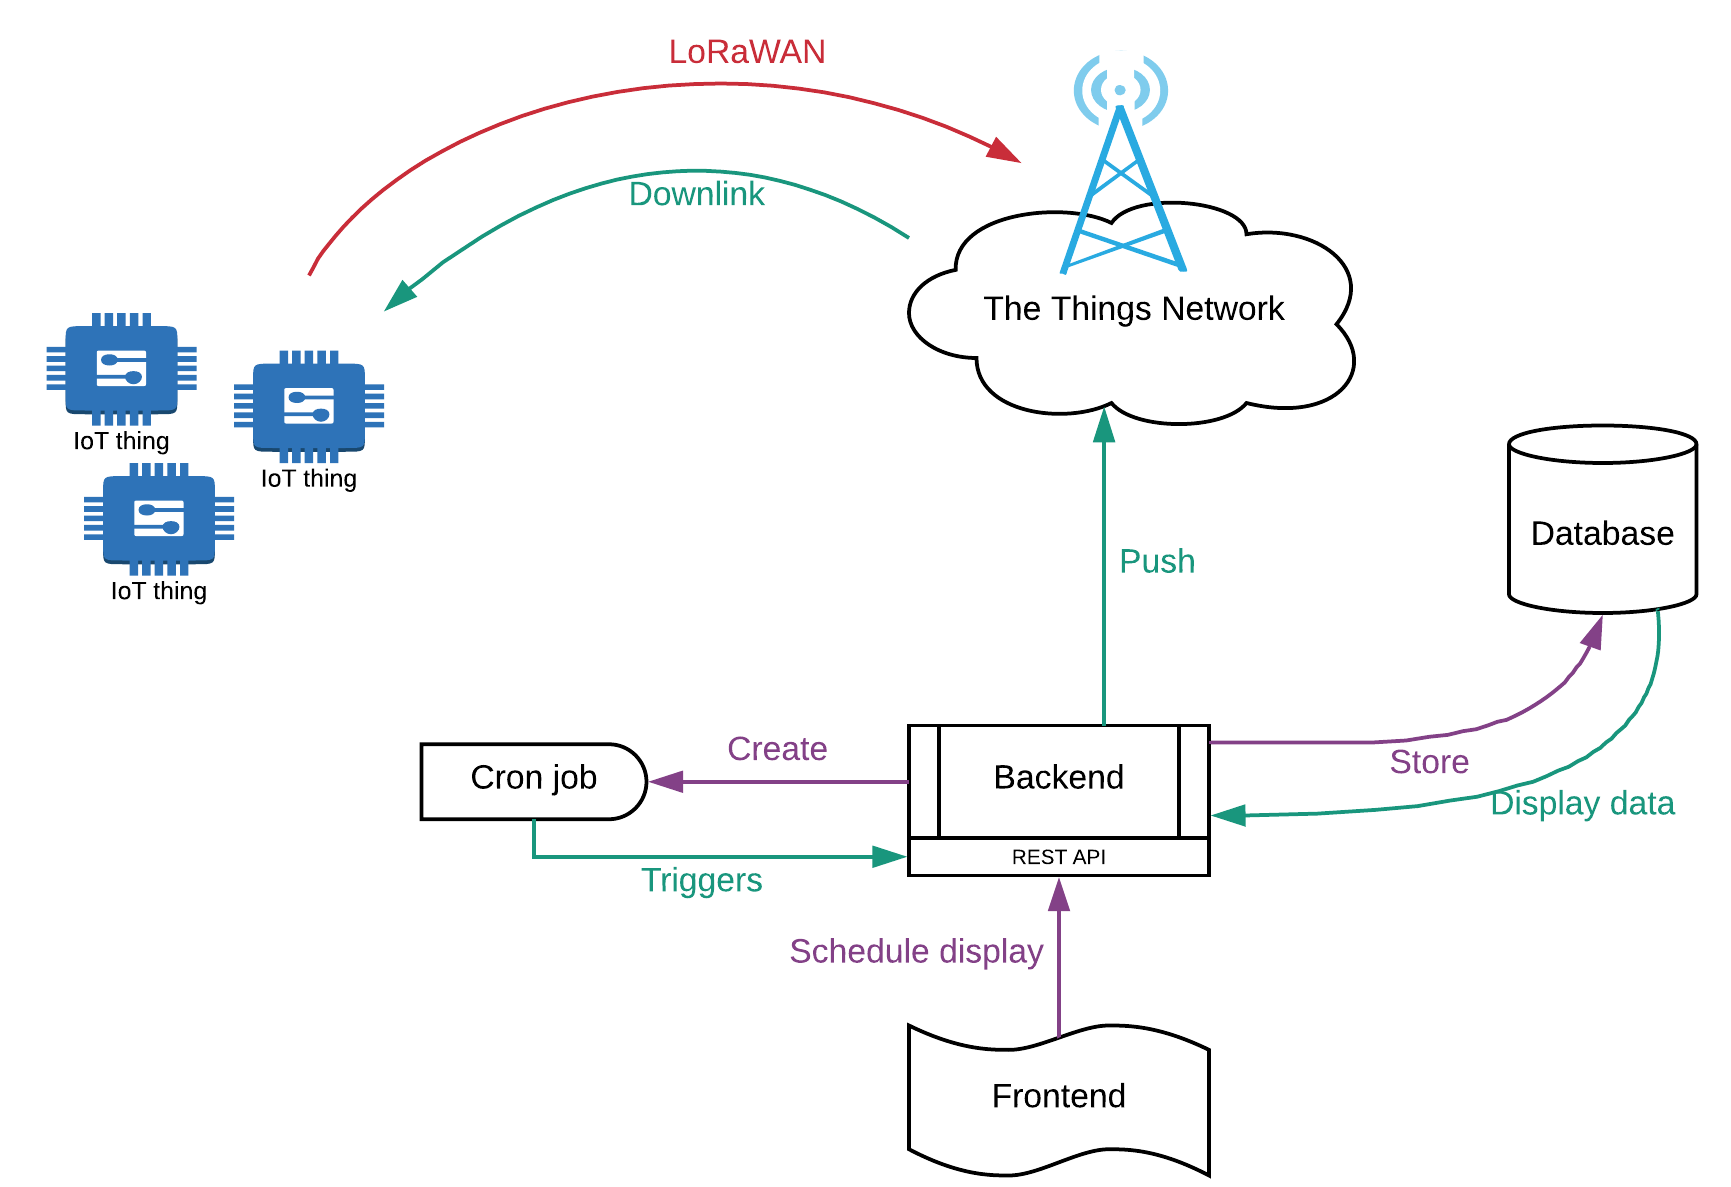 LoRaWAN
Downlink
The Things Network
IoT thing
IoT thing
IoT thing
Database
Push
Create
Cron job
Backend
Store
Display data
REST API
Triggers
Schedule display
Frontend